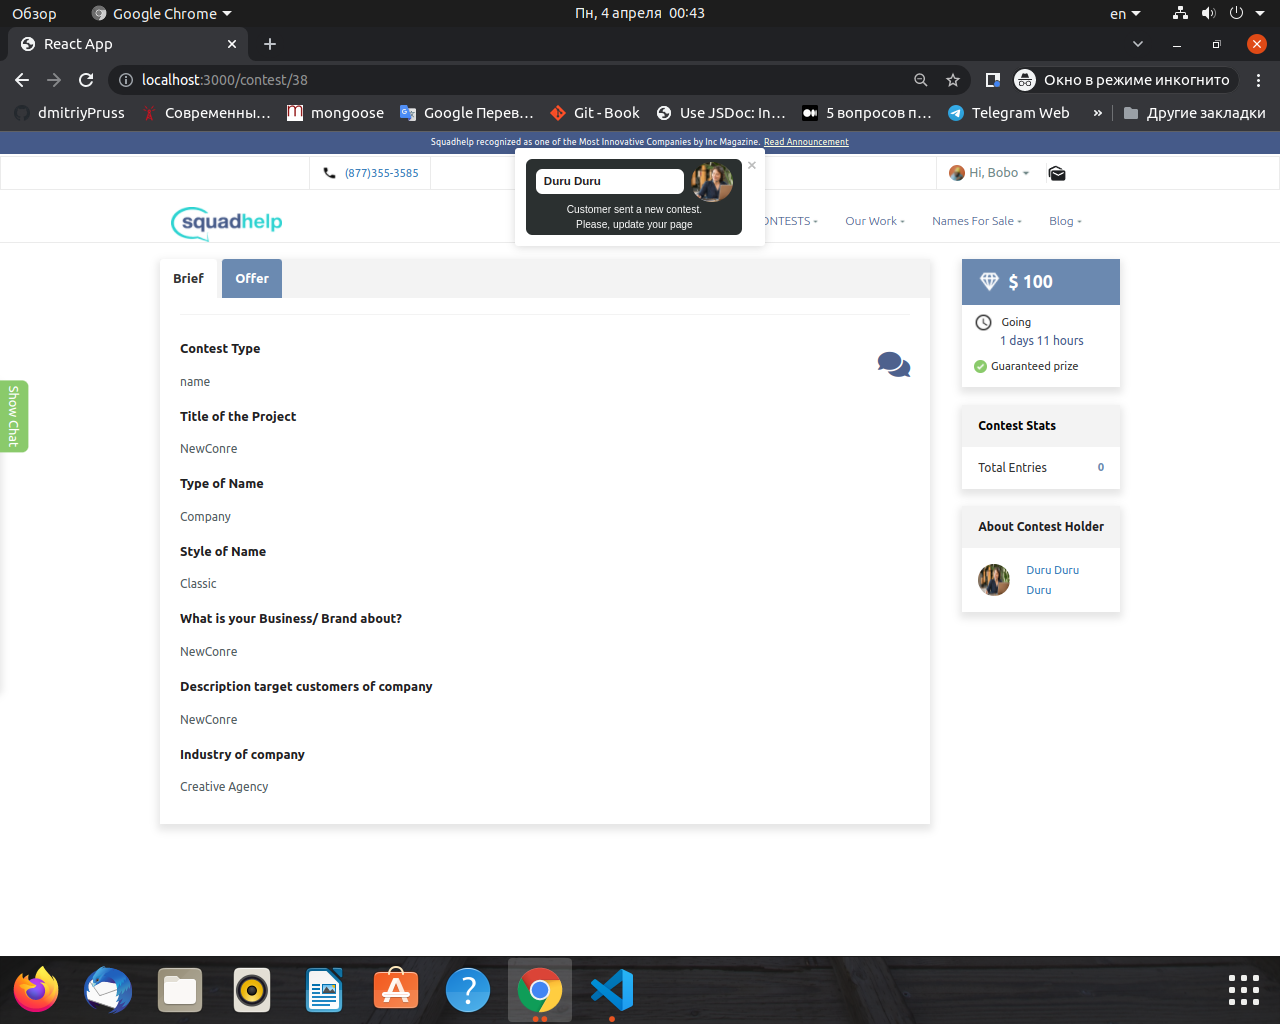 Обзор
Google Chrome
Пн, 4 апреля 00:43
en
React App
localhost:3000/contest/38
Окно в режиме инкогнито
dmitriyPruss
Современны…
mongoose
Google Перев…
Git - Book
Use JSDoc: In…
5 вопросов п…
Telegram Web
»
Другие закладки
Squadhelp recognized as one of the Most Innovative Companies by Inc Magazine. Read Announcement
(877)355-3585
Duru Duru
Customer sent a new contest.
Please, update your page
×
Hi, Bobo
squadhelp
ONTESTS
Our Work
Names For Sale
Blog
Brief
Offer
Contest Type
name
Title of the Project
NewConre
Type of Name
Company
Style of Name
Classic
What is your Business/ Brand about?
NewConre
Description target customers of company
NewConre
Industry of company
Creative Agency
Show Chat
$ 100
Going
1 days 11 hours
Guaranteed prize
Contest Stats
Total Entries 0
About Contest Holder
Duru Duru
Duru